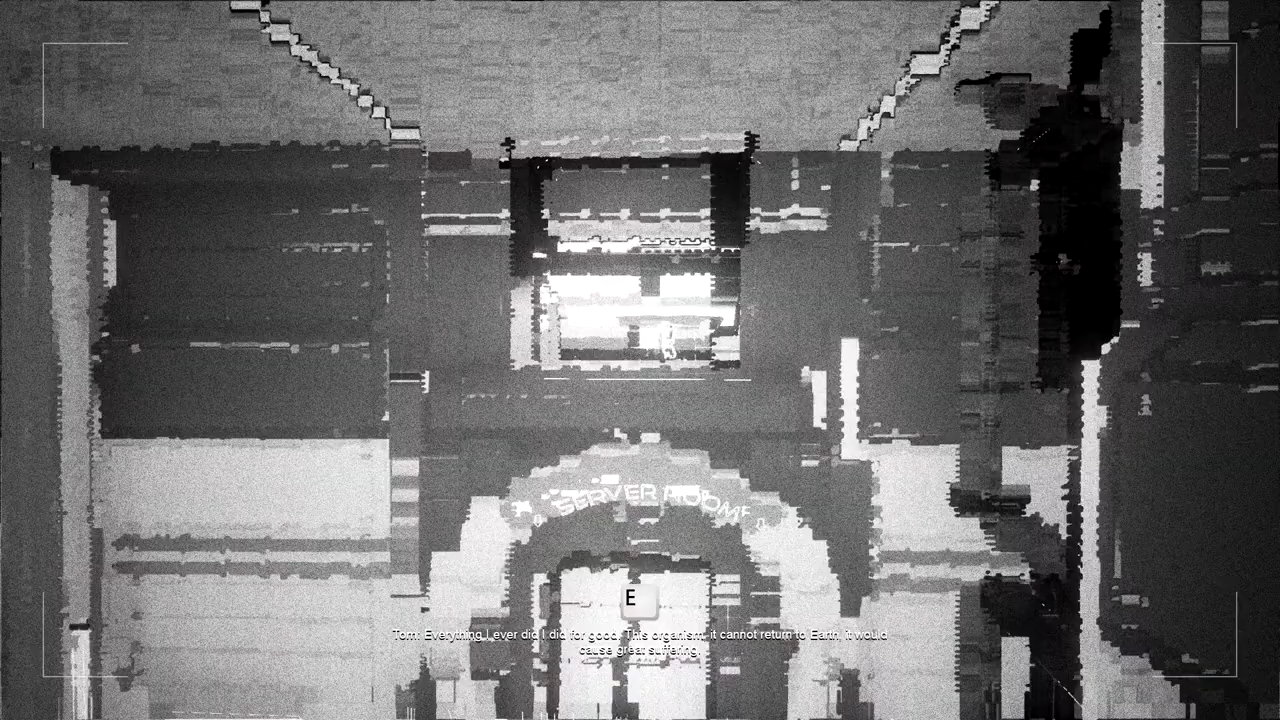 SERVER ROOM
E
Tom: Everything I ever did I did for good. This organism, it cannot return to Earth, it would
cause great suffering.